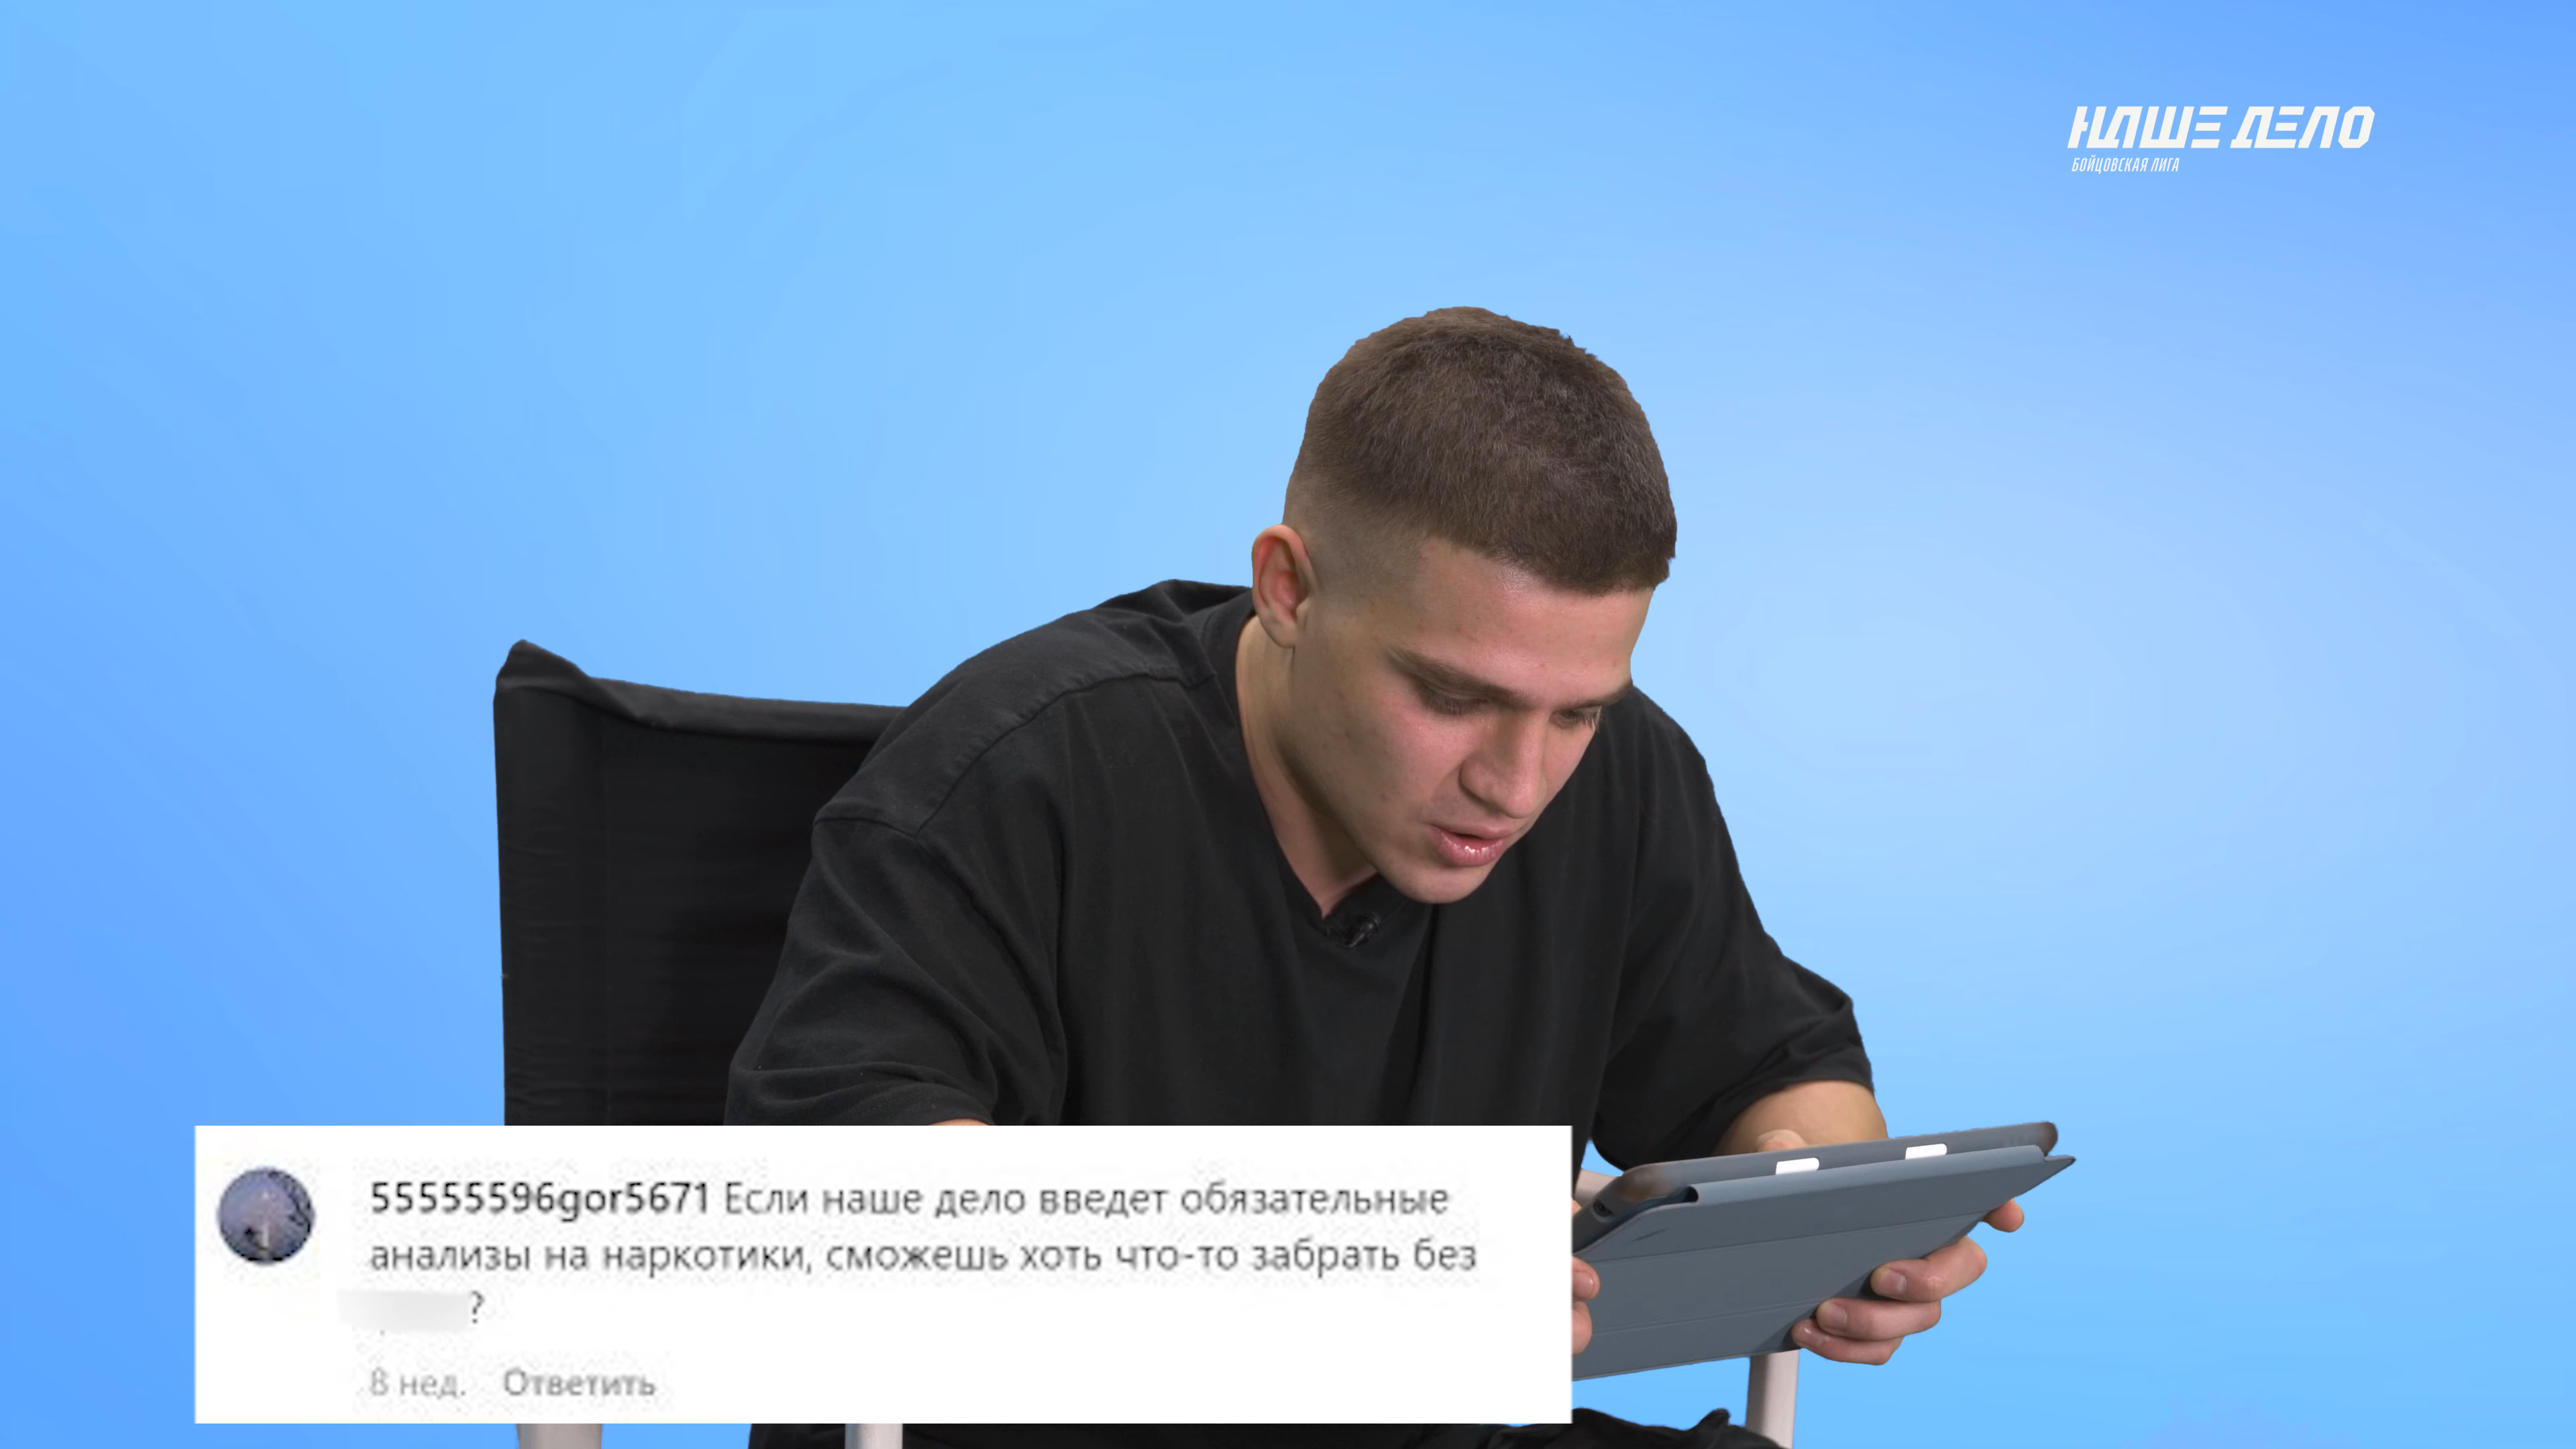 НАШЕ ДЕЛО
БОЙЦОВСКАЯ ЛИГА
55555596gor5671 Если наше дело введет обязательные
анализы на наркотики, сможешь хоть что-то забрать без
?
8 нед. Ответить